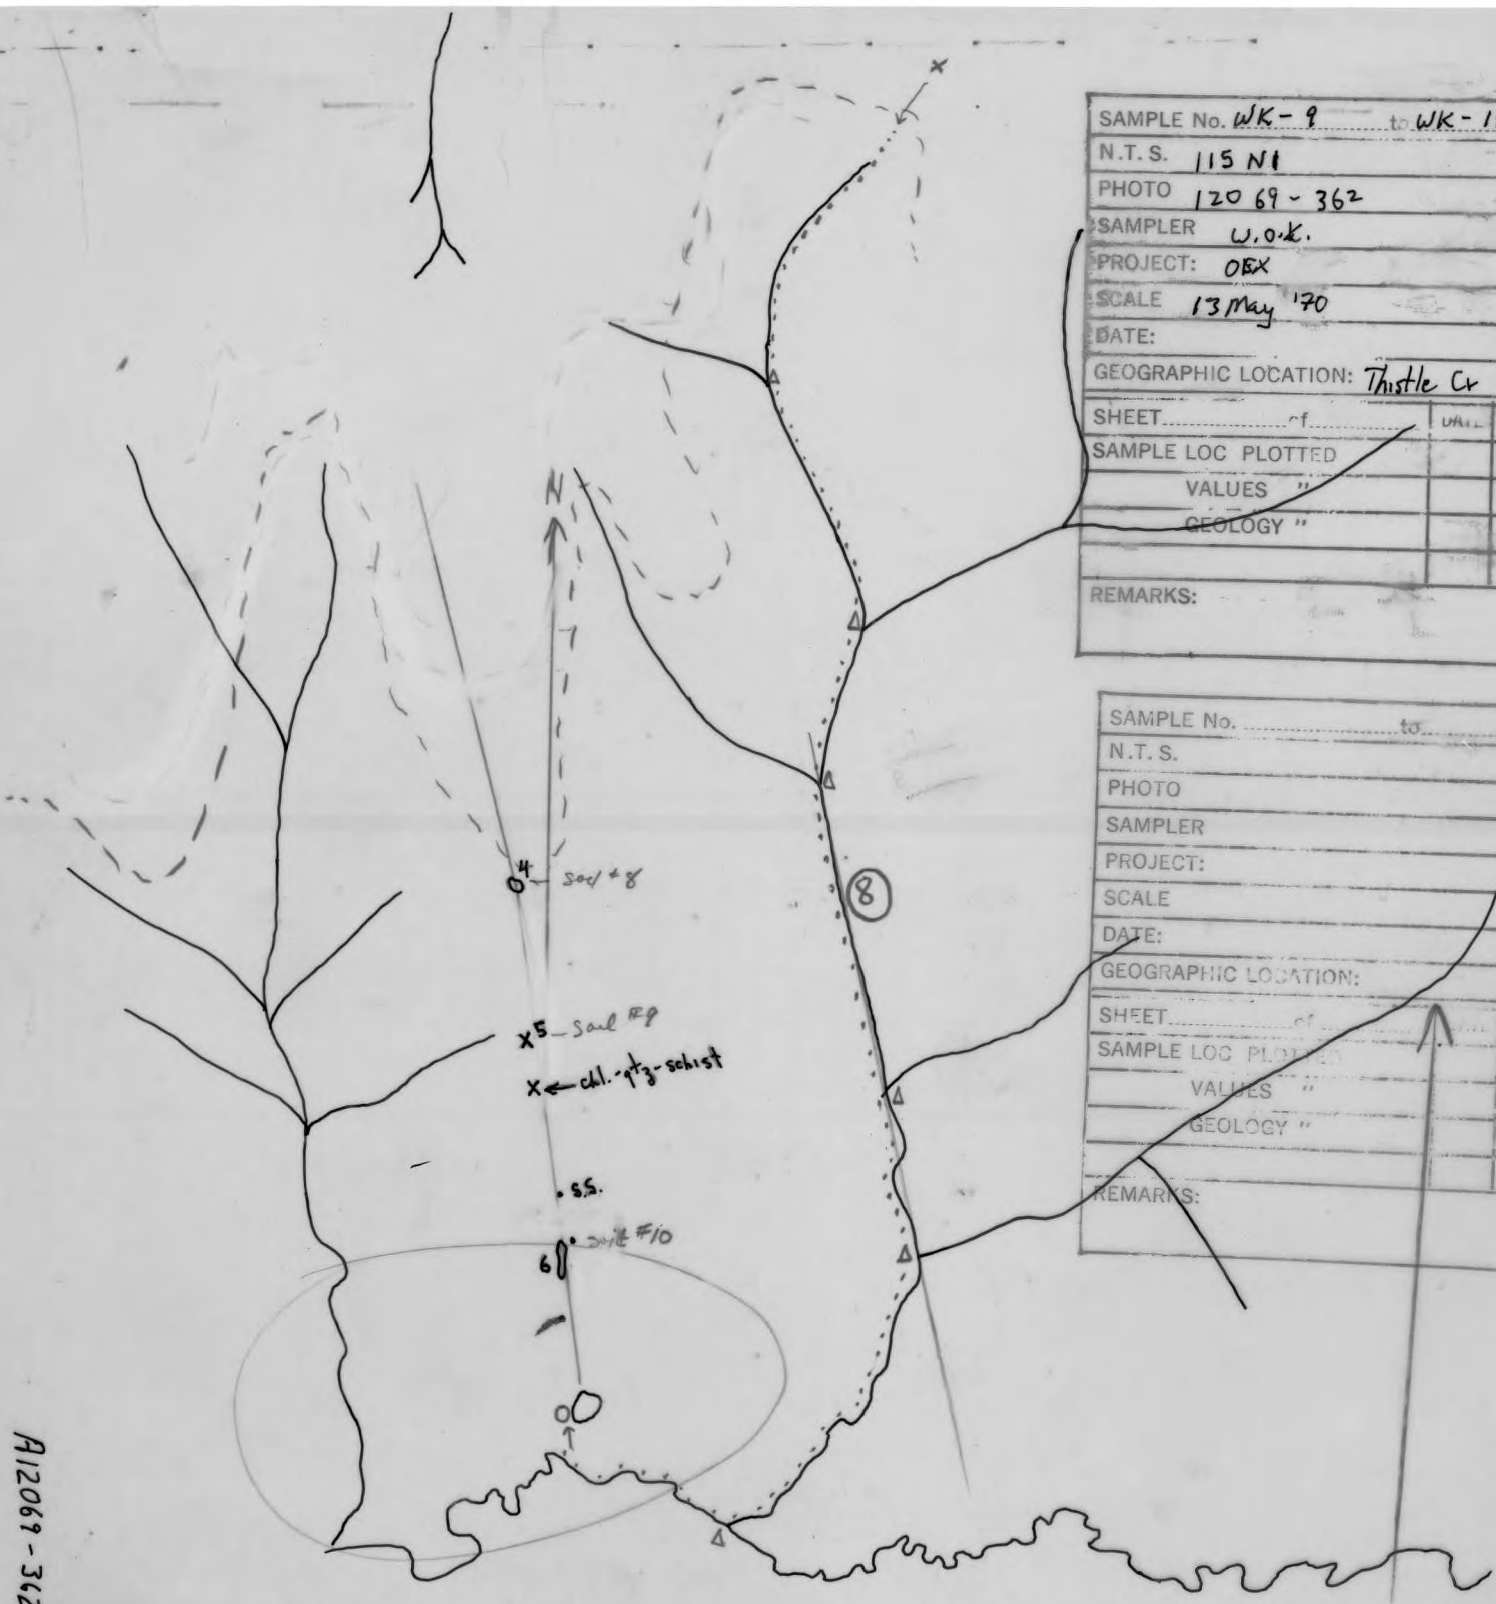 SAMPLE No. WK-9 to WK-1
N.T.S. 115 N1
PHOTO 12069-362
SAMPLER W.O.K.
PROJECT: OEX
SCALE 13 May '70
DATE:
GEOGRAPHIC LOCATION: Thistle Cr
SHEET of
SAMPLE LOC PLOTTED
VALUES "
GEOLOGY "
REMARKS:
N
SAMPLE No. to
N.T.S.
PHOTO
SAMPLER
PROJECT:
SCALE
DATE:
GEOGRAPHIC LOCATION:
SHEET of
SAMPLE LOC PLOTTED
VALUES "
GEOLOGY "
REMARKS:
4 soil #8
8
x 5 - soil #9
x ← chl.-qtz-schist
s.s.
soil #10
6
A12069-362